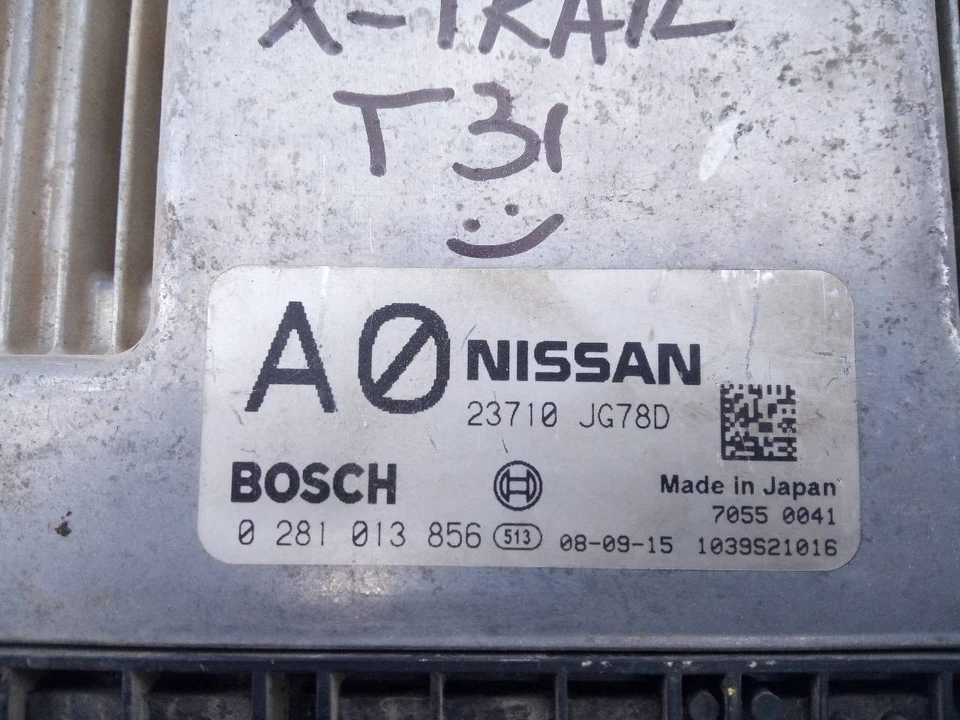 X-TRAIL
T31
A0 NISSAN
23710 JG78D
BOSCH
Made in Japan
7055 0041
0 281 013 856 513 08-09-15 1039S21016